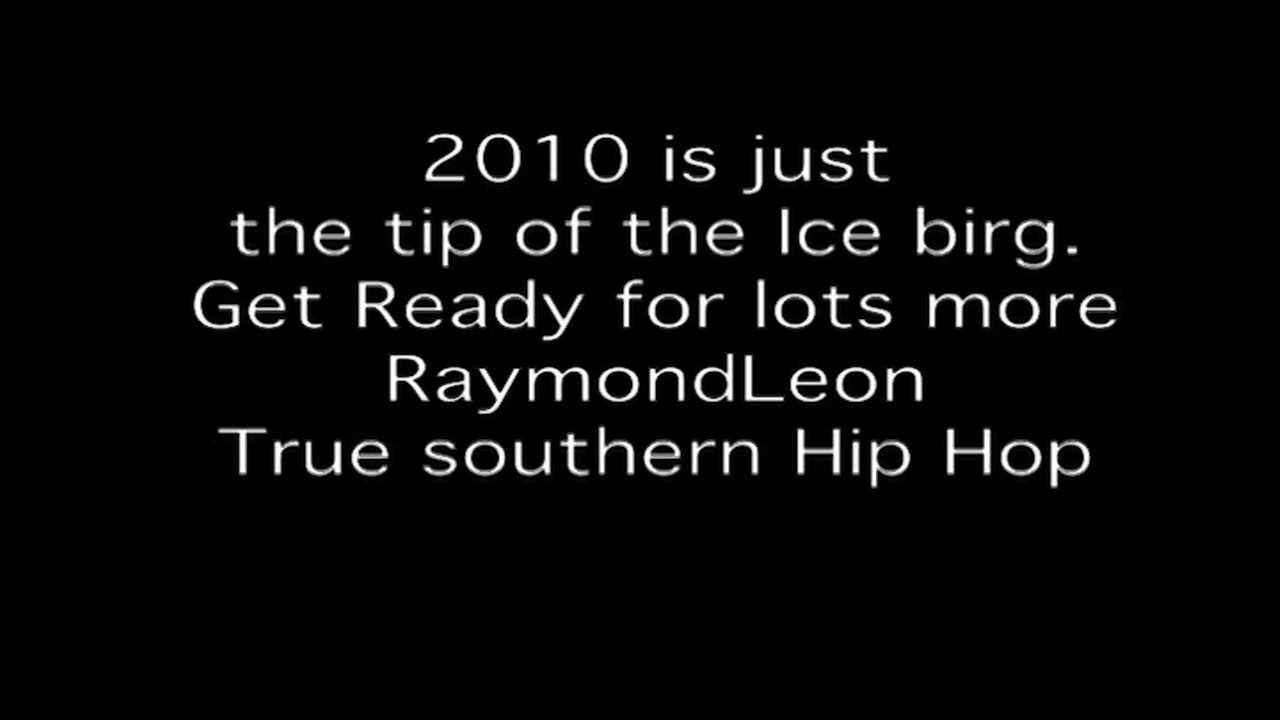 2010 is just
the tip of the Ice birg.
Get Ready for lots more
RaymondLeon
True southern Hip Hop